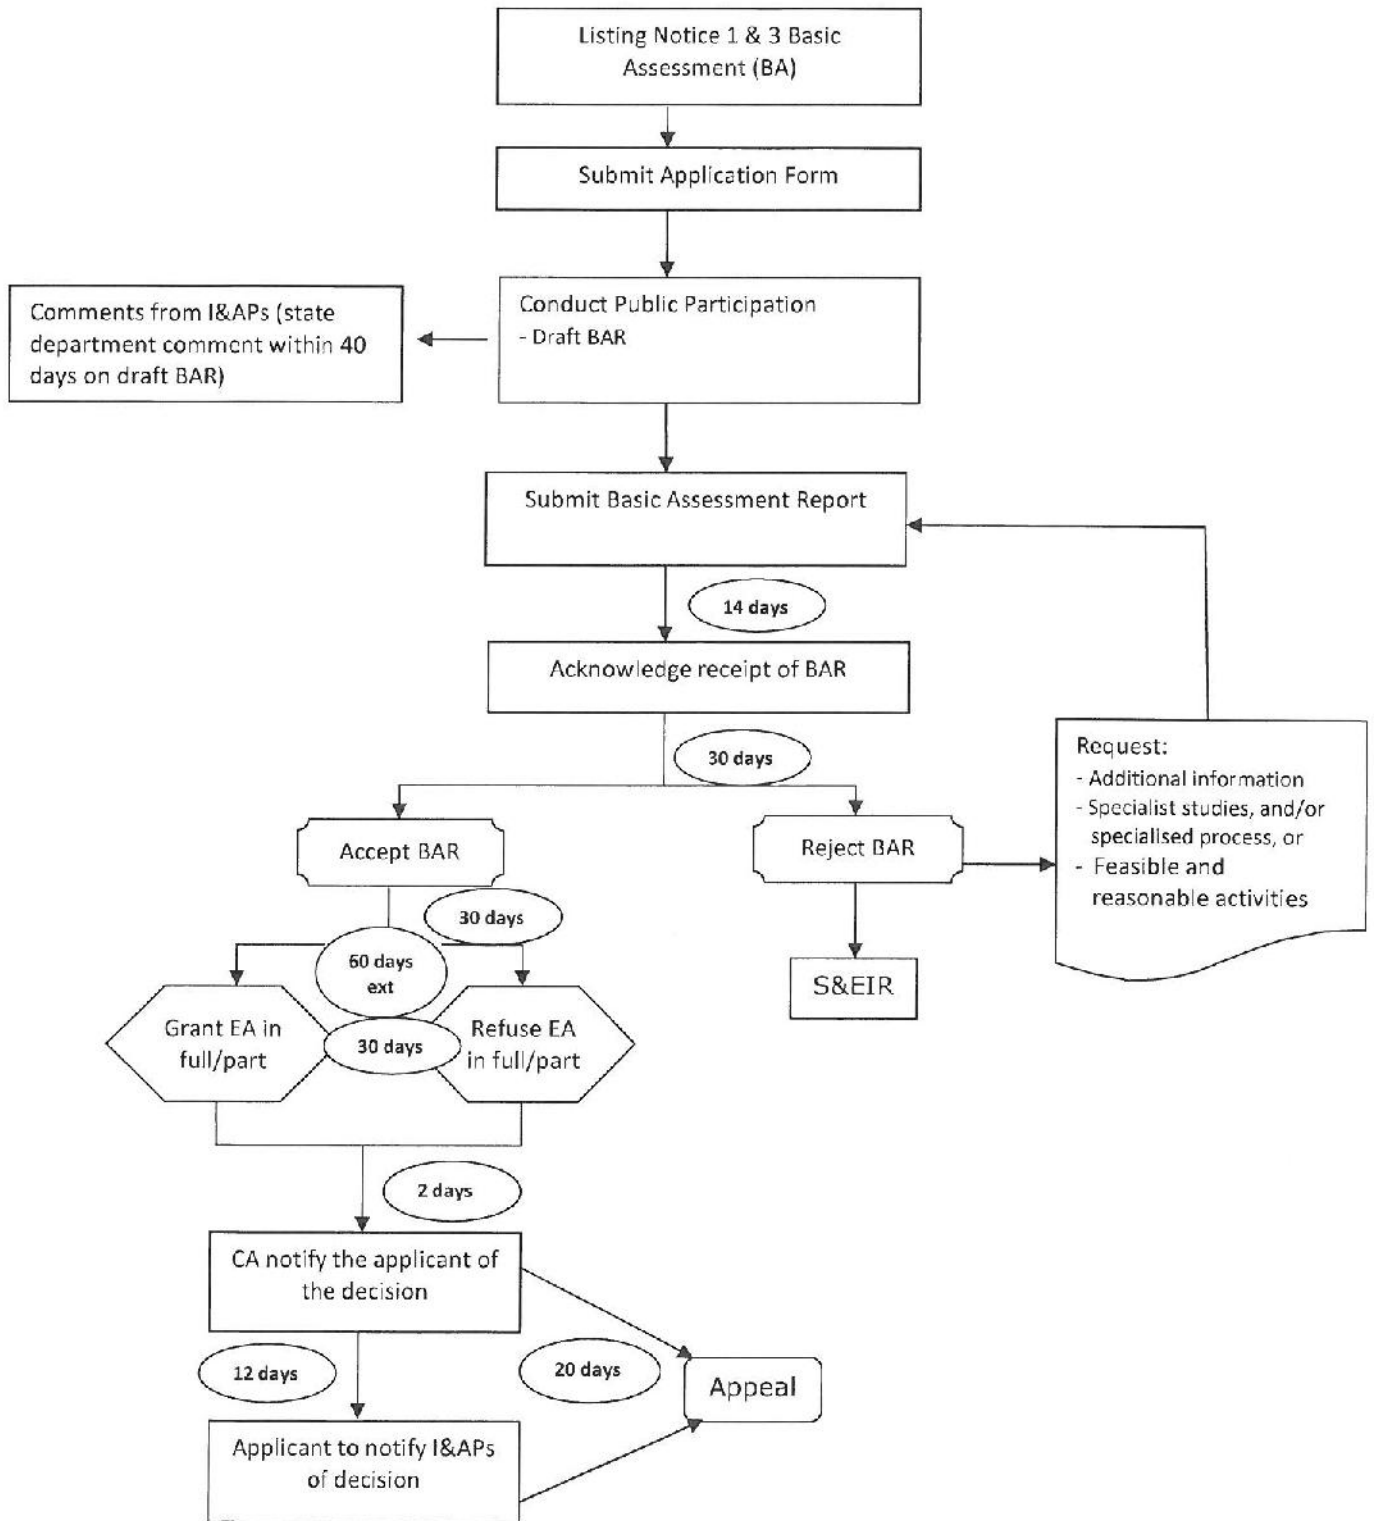 Listing Notice 1 & 3 Basic
Assessment (BA)
Submit Application Form
Conduct Public Participation
- Draft BAR
Comments from I&APs (state
department comment within 40
days on draft BAR)
Submit Basic Assessment Report
14 days
Acknowledge receipt of BAR
30 days
Request:
- Additional information
- Specialist studies, and/or
specialised process, or
- Feasible and
reasonable activities
Accept BAR
Reject BAR
30 days
60 days
ext
S&EIR
Grant EA in
full/part
30 days
Refuse EA
in full/part
2 days
CA notify the applicant of
the decision
12 days
20 days
Appeal
Applicant to notify I&APs
of decision